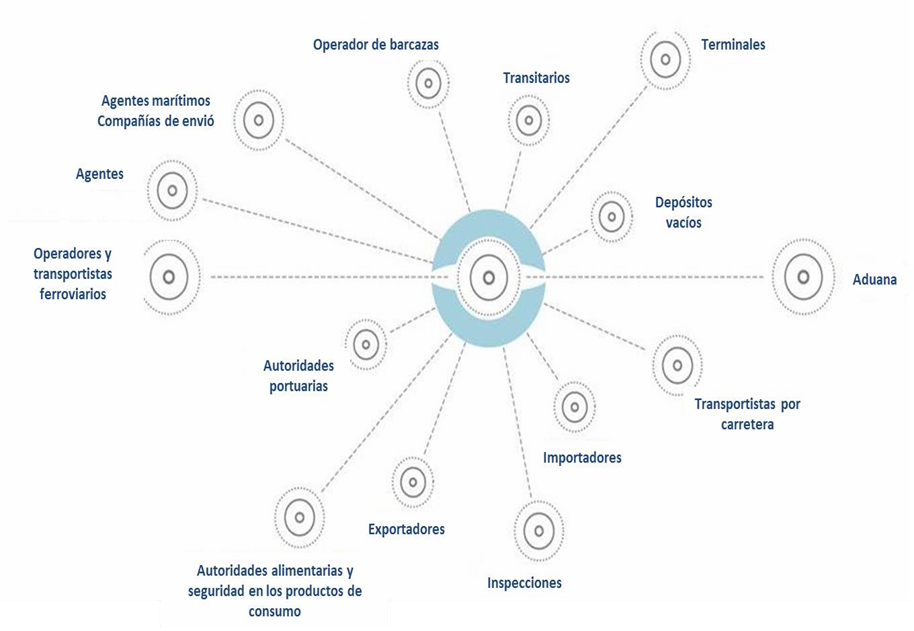 Operador de barcazas
Terminales
Transitarios
Agentes marítimos
Compañías de envió
Agentes
Depósitos
vacíos
Operadores y
transportistas
ferroviarios
Aduana
Autoridades
portuarias
Transportistas por
carretera
Importadores
Exportadores
Inspecciones
Autoridades alimentarias y
seguridad en los productos de
consumo